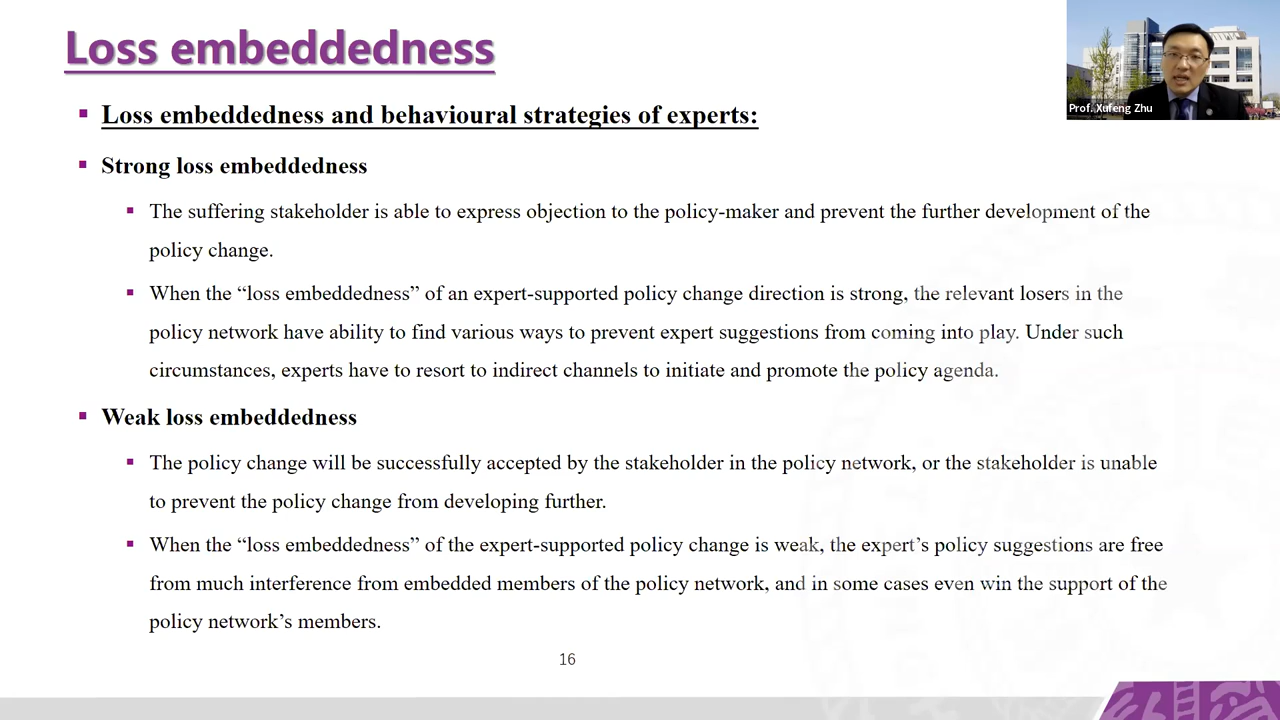 Loss embeddedness
Prof. Xufeng Zhu
▪ Loss embeddedness and behavioural strategies of experts:
▪ Strong loss embeddedness
▪ The suffering stakeholder is able to express objection to the policy-maker and prevent the further development of the
policy change.
▪ When the “loss embeddedness” of an expert-supported policy change direction is strong, the relevant losers in the
policy network have ability to find various ways to prevent expert suggestions from coming into play. Under such
circumstances, experts have to resort to indirect channels to initiate and promote the policy agenda.
▪ Weak loss embeddedness
▪ The policy change will be successfully accepted by the stakeholder in the policy network, or the stakeholder is unable
to prevent the policy change from developing further.
▪ When the “loss embeddedness” of the expert-supported policy change is weak, the expert’s policy suggestions are free
from much interference from embedded members of the policy network, and in some cases even win the support of the
policy network’s members.
16